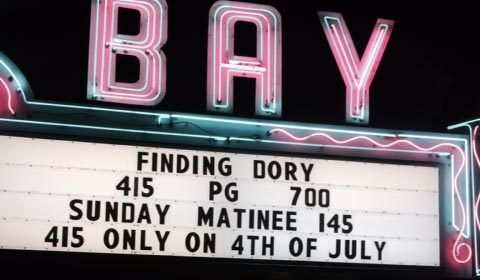 BAY
FINDING DORY
415 PG 700
SUNDAY MATINEE 145
415 ONLY ON 4TH OF JULY